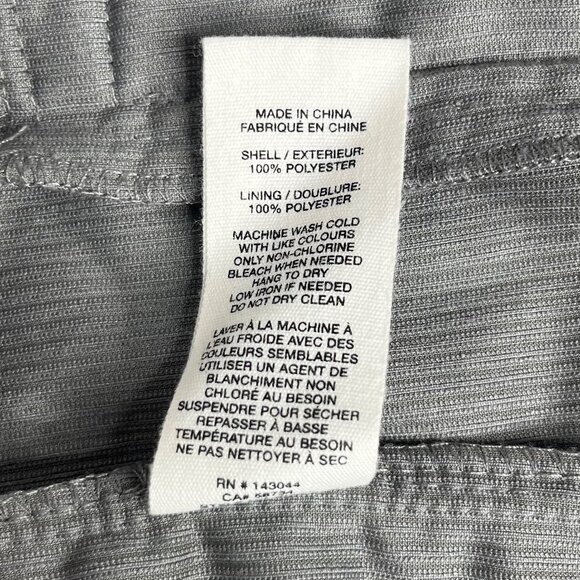 MADE IN CHINA
FABRIQUÉ EN CHINE
SHELL / EXTERIEUR:
100% POLYESTER
LINING / DOUBLURE:
100% POLYESTER
MACHINE WASH COLD
WITH LIKE COLOURS
ONLY NON-CHLORINE
BLEACH WHEN NEEDED
HANG TO DRY
LOW IRON IF NEEDED
DO NOT DRY CLEAN
LAVER À LA MACHINE À
L'EAU FROIDE AVEC DES
COULEURS SEMBLABLES
UTILISER UN AGENT DE
BLANCHIMENT NON
CHLORÉ AU BESOIN
SUSPENDRE POUR SÉCHER
REPASSER À BASSE
TEMPÉRATURE AU BESOIN
NE PAS NETTOYER À SEC
RN # 143044
CA#